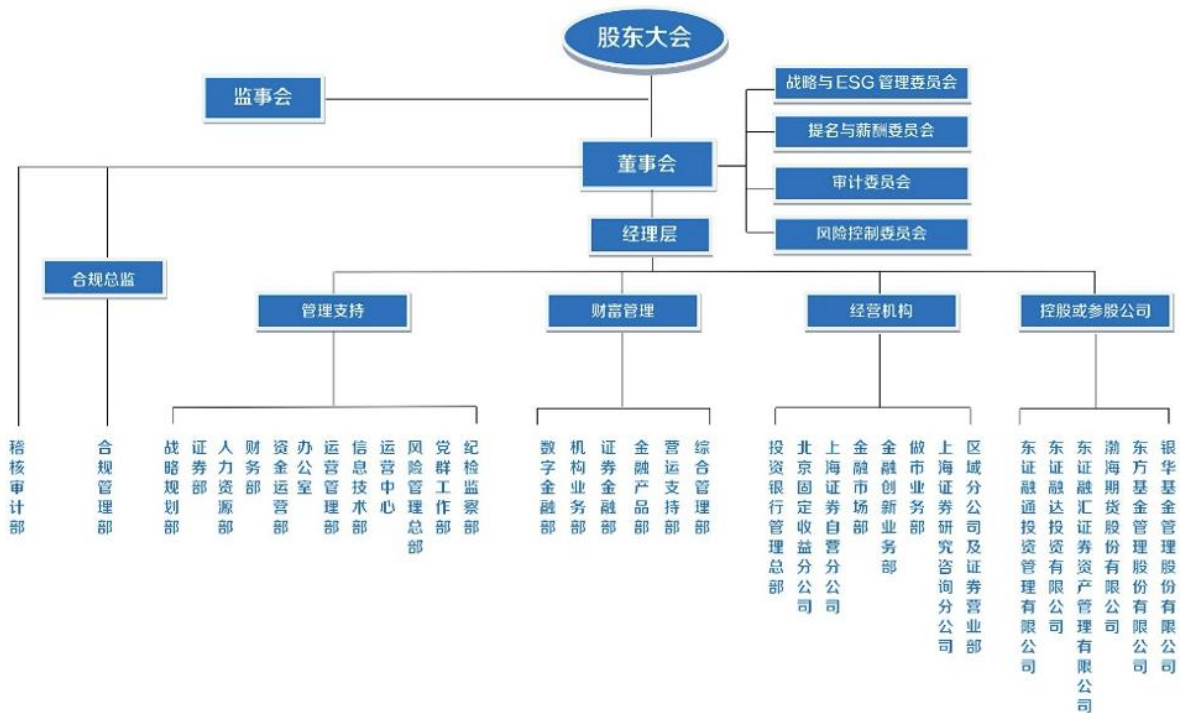 股东大会
监事会
战略与ESG管理委员会
提名与薪酬委员会
董事会
审计委员会
经理层
风险控制委员会
合规总监
管理支持
财富管理
经营机构
控股或参股公司
稽核审计部
合规管理部
战略规划部
证券部
人力资源部
财务部
资金运营部
办公室
运营管理部
信息技术部
运营中心
风险管理总部
党群工作部
纪检监察部
数字金融部
机构业务部
证券金融部
金融产品部
营运支持部
综合管理部
投资银行管理总部
北京固定收益分公司
上海证券自营分公司
金融市场部
金融创新业务部
做市业务部
上海证券研究咨询分公司
区域分公司及证券营业部
东证融通投资管理有限公司
东证融达投资有限公司
东证融汇证券资产管理有限公司
渤海期货股份有限公司
东方基金管理股份有限公司
银华基金管理股份有限公司